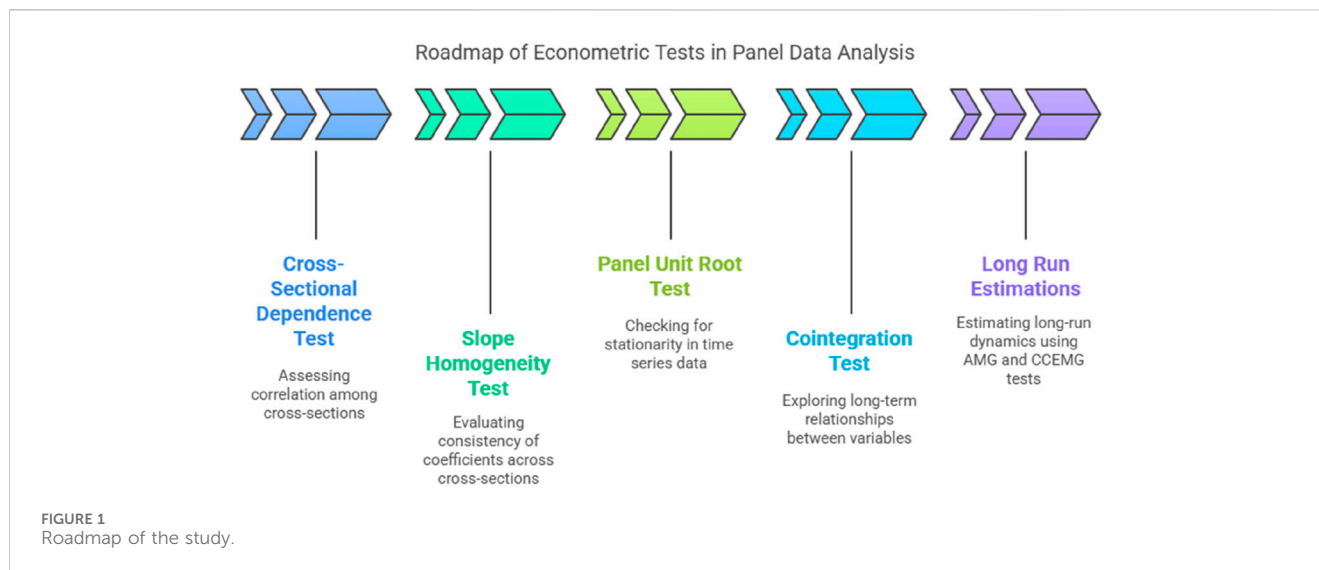 Roadmap of Econometric Tests in Panel Data Analysis
Cross-
Sectional
Dependence
Test
Assessing
correlation among
cross-sections
Slope
Homogeneity
Test
Evaluating
consistency of
coefficients across
cross-sections
Panel Unit Root
Test
Checking for
stationarity in time
series data
Cointegration
Test
Exploring long-term
relationships
between variables
Long Run
Estimations
Estimating long-run
dynamics using
AMG and CCEMG
tests
FIGURE 1
Roadmap of the study.